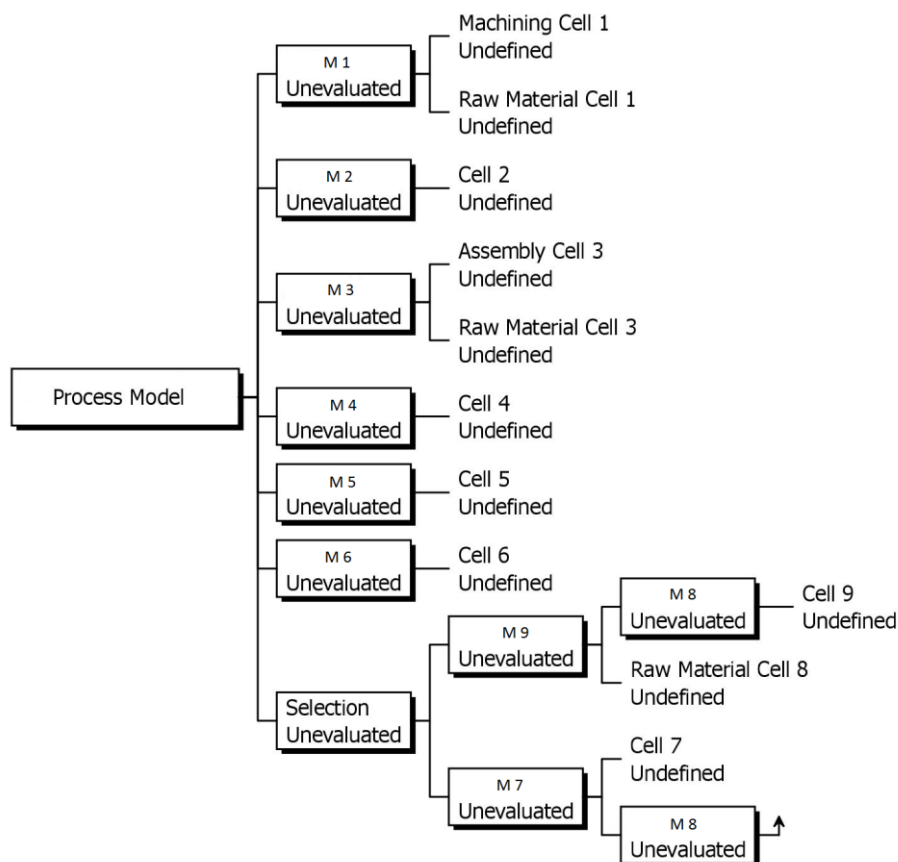 Machining Cell 1
Undefined
M 1
Unevaluated
Raw Material Cell 1
Undefined
M 2
Unevaluated
Cell 2
Undefined
Assembly Cell 3
Undefined
M 3
Unevaluated
Raw Material Cell 3
Undefined
Process Model
M 4
Unevaluated
Cell 4
Undefined
M 5
Unevaluated
Cell 5
Undefined
M 6
Unevaluated
Cell 6
Undefined
M 8
Unevaluated
Cell 9
Undefined
M 9
Unevaluated
Raw Material Cell 8
Undefined
Selection
Unevaluated
Cell 7
Undefined
M 7
Unevaluated
M 8
Unevaluated